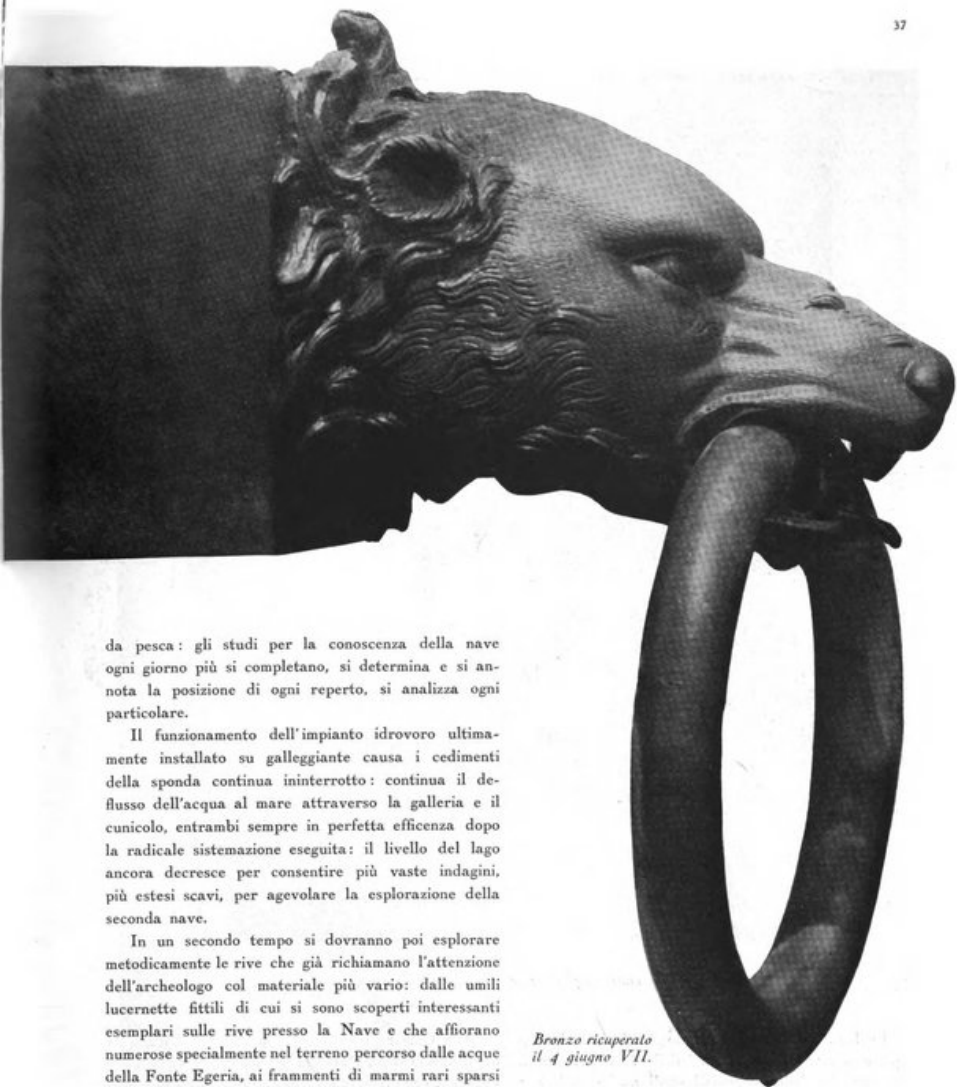 37
da pesca : gli studi per la conoscenza della nave
ogni giorno più si completano, si determina e si an-
nota la posizione di ogni reperto, si analizza ogni
particolare.
Il funzionamento dell'impianto idrovoro ultima-
mente installato su galleggiante causa i cedimenti
della sponda continua ininterrotto : continua il de-
flusso dell'acqua al mare attraverso la galleria e il
cunicolo, entrambi sempre in perfetta efficenza dopo
la radicale sistemazione eseguita: il livello del lago
ancora decresce per consentire più vaste indagini,
più estesi scavi, per agevolare la esplorazione della
seconda nave.
In un secondo tempo si dovranno poi esplorare
metodicamente le rive che già richiamano l'attenzione
dell'archeologo col materiale più vario: dalle umili
lucernette fittili di cui si sono scoperti interessanti
esemplari sulle rive presso la Nave e che affiorano
numerose specialmente nel terreno percorso dalle acque
della Fonte Egeria, ai frammenti di marmi rari sparsi
Bronzo ricuperato
il 4 giugno VII.